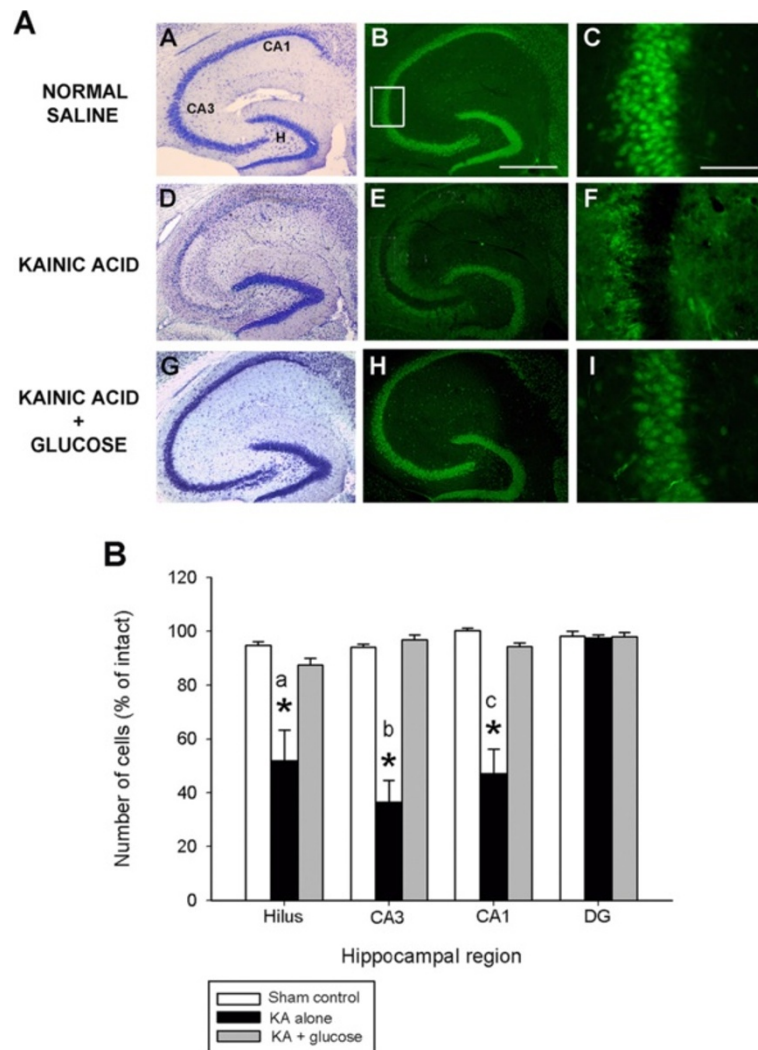 A
NORMAL
SALINE
A
CA1
CA3
H
B
C
KAINIC ACID
D
E
F
KAINIC ACID
+
GLUCOSE
G
H
I
B
Number of cells (% of intact)
120
100
80
60
40
20
0
a
*
b
*
c
*
Hilus CA3 CA1 DG
Hippocampal region
Sham control
KA alone
KA + glucose